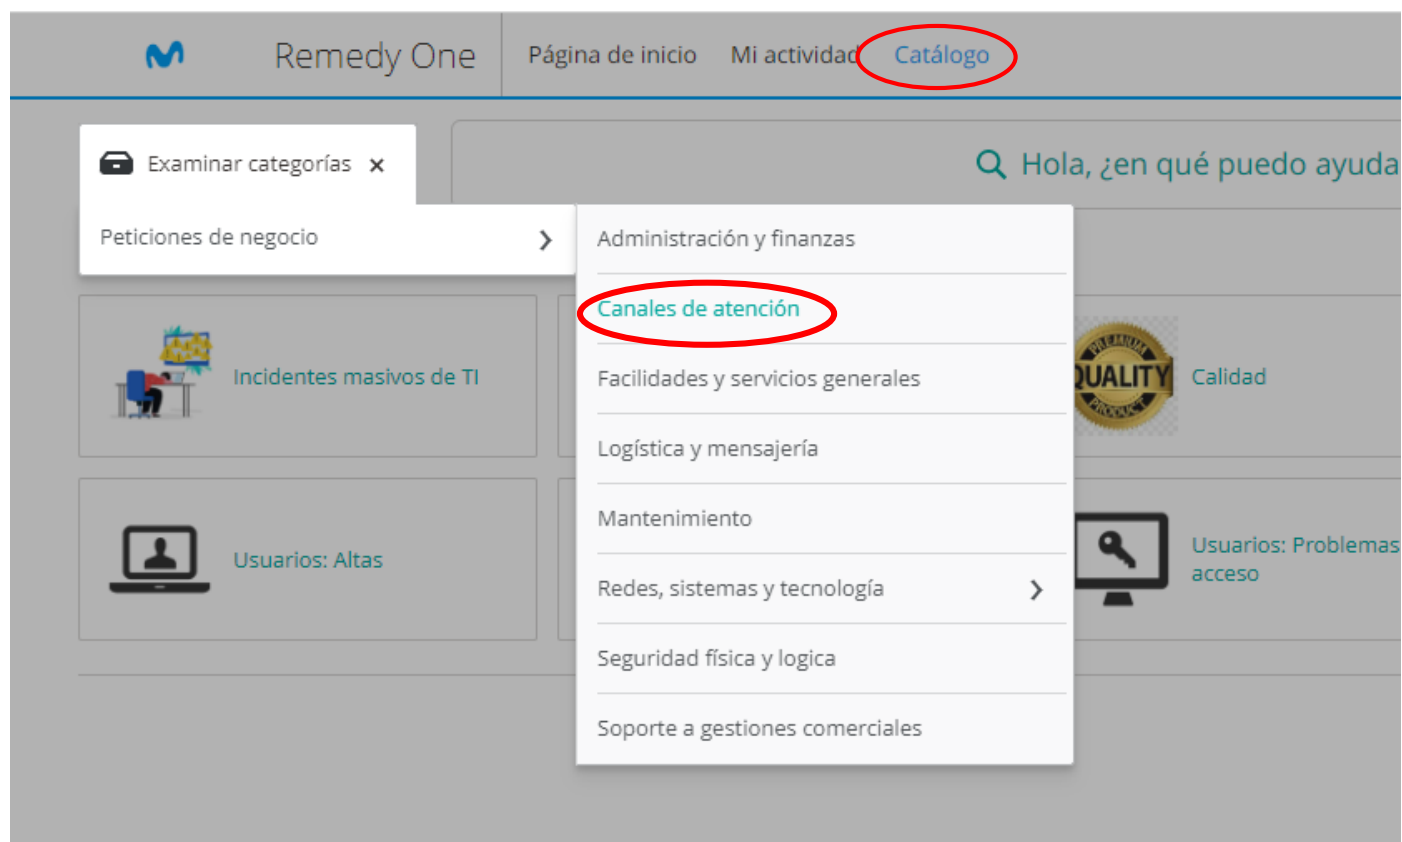 Remedy One
Página de inicio
Mi actividad
Catálogo
Examinar categorías
Hola, ¿en qué puedo ayuda
Peticiones de negocio
Administración y finanzas
Canales de atención
Facilidades y servicios generales
Logística y mensajería
Mantenimiento
Redes, sistemas y tecnología
Seguridad física y logica
Soporte a gestiones comerciales
Incidentes masivos de TI
PREMIUM
QUALITY
PRODUCT
Calidad
Usuarios: Altas
Usuarios: Problemas
acceso